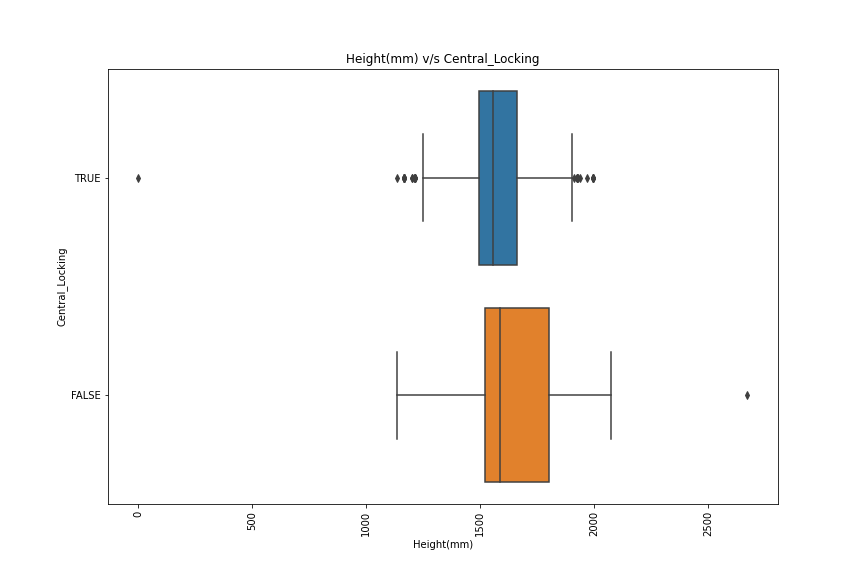 Height(mm) v/s Central_Locking
TRUE
Central_Locking
FALSE
0
500
1000
1500
2000
2500
Height(mm)